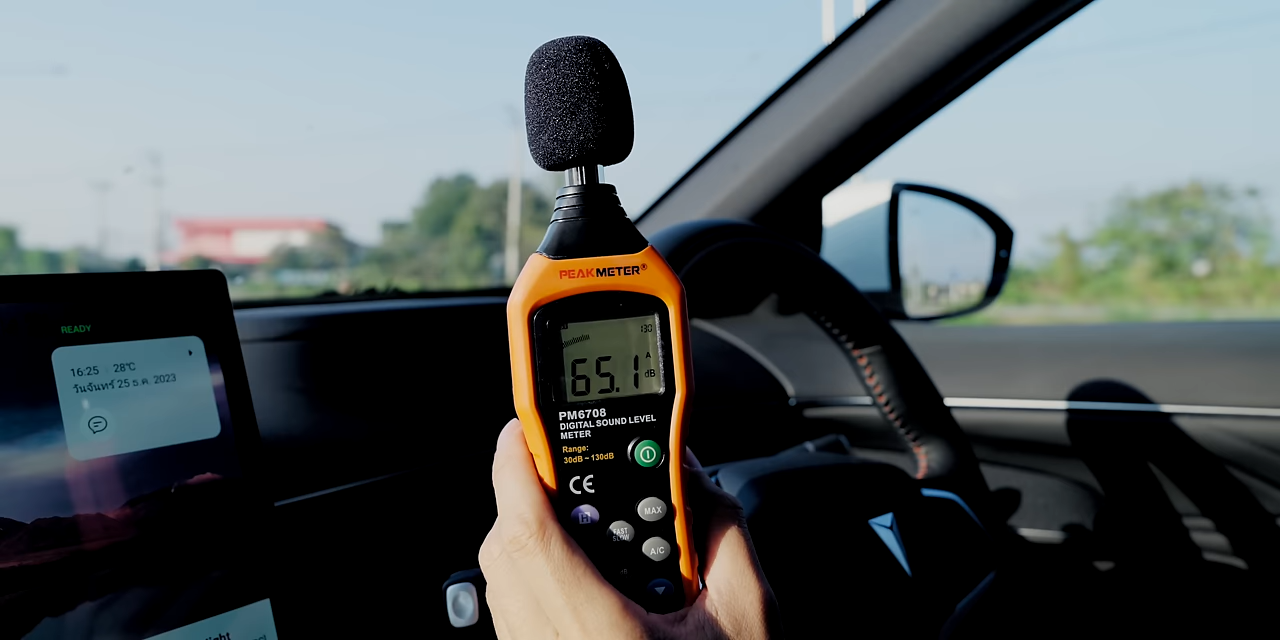 READY
16:25 28°C
วันจันทร์ 25 ธ.ค. 2023
PEAKMETER®
130
A
65.1 dB
PM6708
DIGITAL SOUND LEVEL
METER
Range:
30dB ~ 130dB
CE
H
MAX
FAST
SLOW
A/C
light